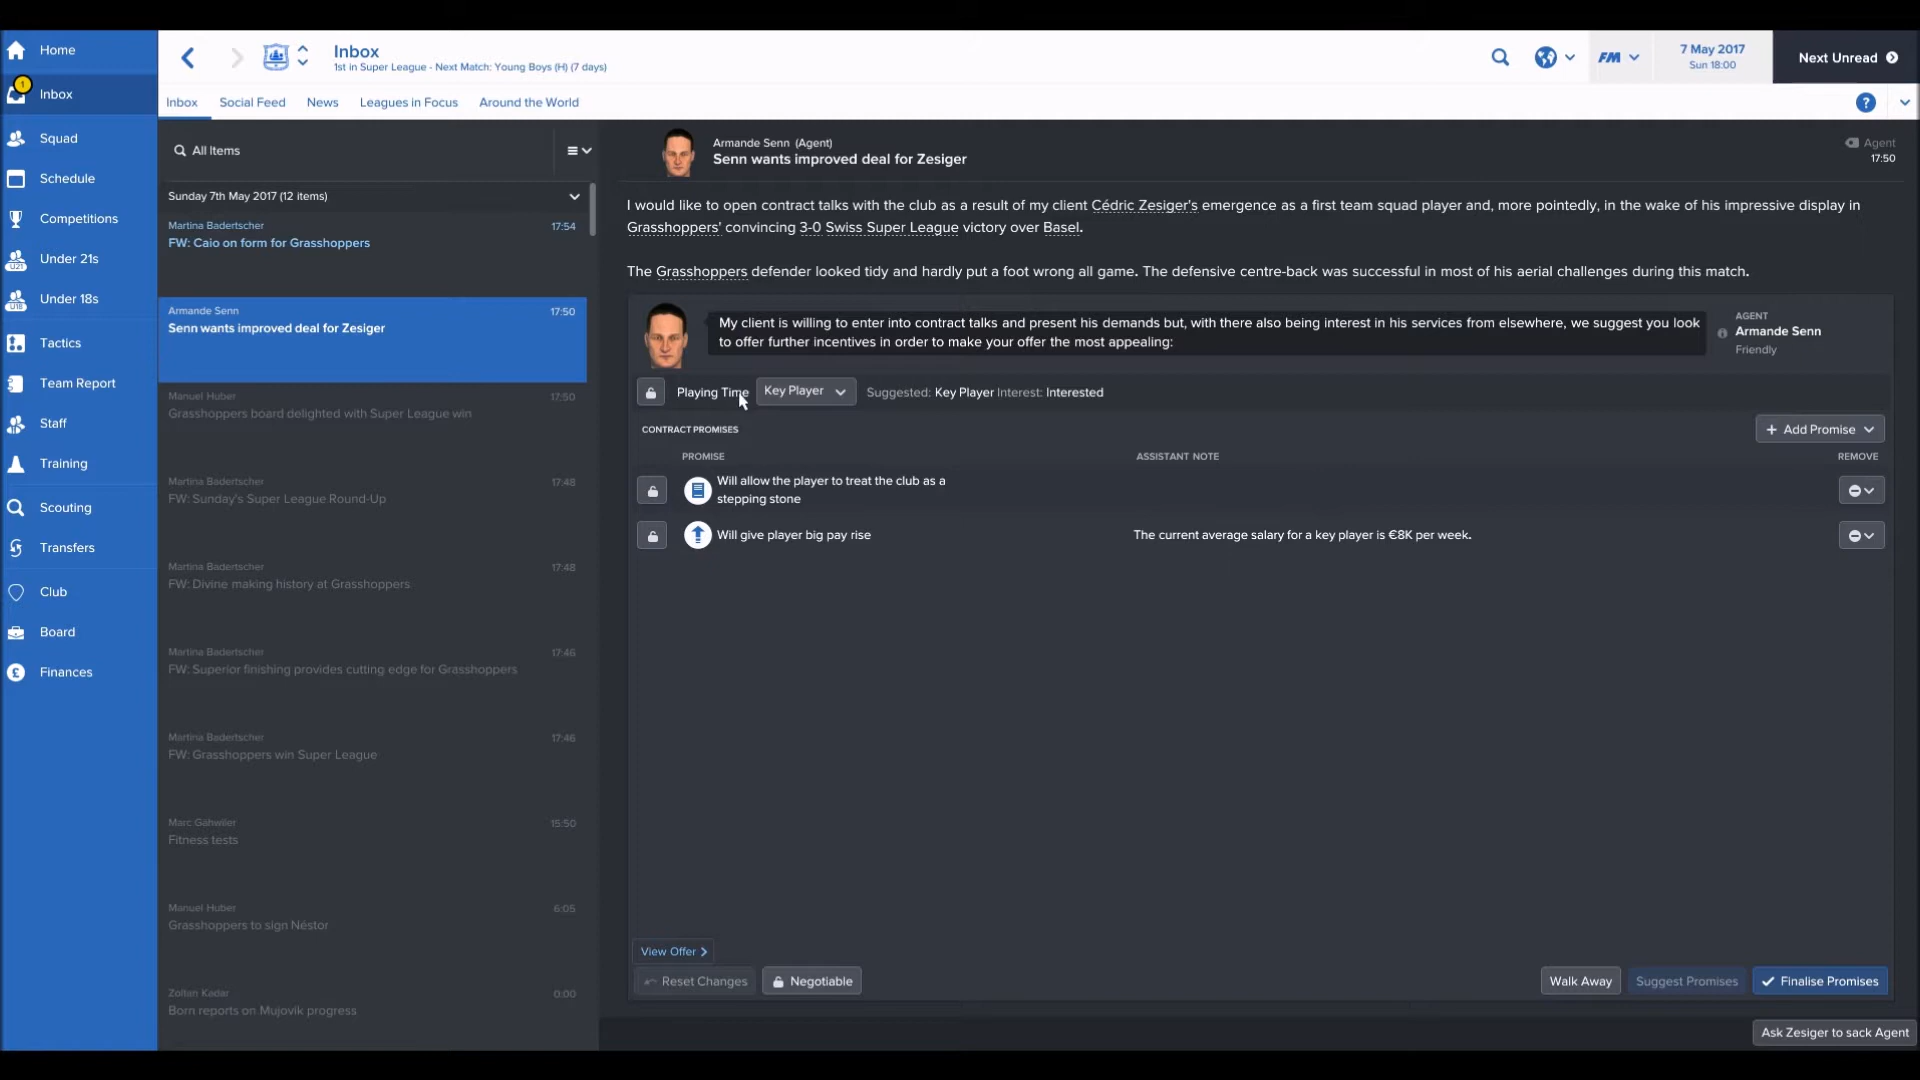 Home
Inbox
1
Squad
Schedule
Competitions
Under 21s
U21
Under 18s
U18
Tactics
Team Report
Staff
Training
Scouting
Transfers
Club
Board
Finances
Inbox
1st in Super League - Next Match: Young Boys (H) (7 days)
FM
7 May 2017
Sun 18:00
Next Unread
Inbox
Social Feed
News
Leagues in Focus
Around the World
?
All Items
Sunday 7th May 2017 (12 items)
Martina Badertscher 17:54
FW: Caio on form for Grasshoppers
Armande Senn 17:50
Senn wants improved deal for Zesiger
Manuel Huber 17:50
Grasshoppers board delighted with Super League win
Martina Badertscher 17:48
FW: Sunday's Super League Round-Up
Martina Badertscher 17:48
FW: Divine making history at Grasshoppers
Martina Badertscher 17:46
FW: Superior finishing provides cutting edge for Grasshoppers
Martina Badertscher 17:46
FW: Grasshoppers win Super League
Marc Gähwiler 15:50
Fitness tests
Manuel Huber 6:05
Grasshoppers to sign Néstor
Zoltan Kadar 0:00
Born reports on Mujovik progress
Armande Senn (Agent)
Senn wants improved deal for Zesiger
Agent
17:50
I would like to open contract talks with the club as a result of my client Cédric Zesiger's emergence as a first team squad player and, more pointedly, in the wake of his impressive display in
Grasshoppers' convincing 3-0 Swiss Super League victory over Basel.
The Grasshoppers defender looked tidy and hardly put a foot wrong all game. The defensive centre-back was successful in most of his aerial challenges during this match.
My client is willing to enter into contract talks and present his demands but, with there also being interest in his services from elsewhere, we suggest you look
to offer further incentives in order to make your offer the most appealing:
AGENT
Armande Senn
Friendly
Playing Time Key Player Suggested: Key Player Interest: Interested
CONTRACT PROMISES
+ Add Promise
PROMISE ASSISTANT NOTE REMOVE
Will allow the player to treat the club as a
stepping stone
Will give player big pay rise The current average salary for a key player is €8K per week.
View Offer
Reset Changes
Negotiable
Walk Away
Suggest Promises
Finalise Promises
Ask Zesiger to sack Agent